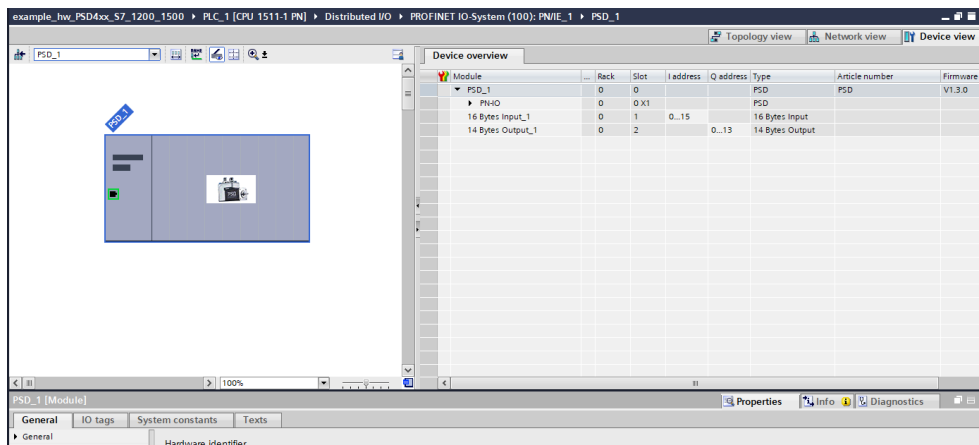 example_hw_PSD4xx_S7_1200_1500 ▸ PLC_1 [CPU 1511-1 PN] ▸ Distributed I/O ▸ PROFINET IO-System (100): PN/IE_1 ▸ PSD_1
Topology view Network view Device view
PSD_1
Device overview
Module ... Rack Slot I address Q address Type Article number Firmware
PSD_1 0 0 PSD PSD V1.3.0
PN-IO 0 0 X1 PSD
16 Bytes Input_1 0 1 0...15 16 Bytes Input
14 Bytes Output_1 0 2 0...13 14 Bytes Output
PSD_1
100%
PSD_1 [Module]
Properties Info Diagnostics
General IO tags System constants Texts
General
Hardware identifier